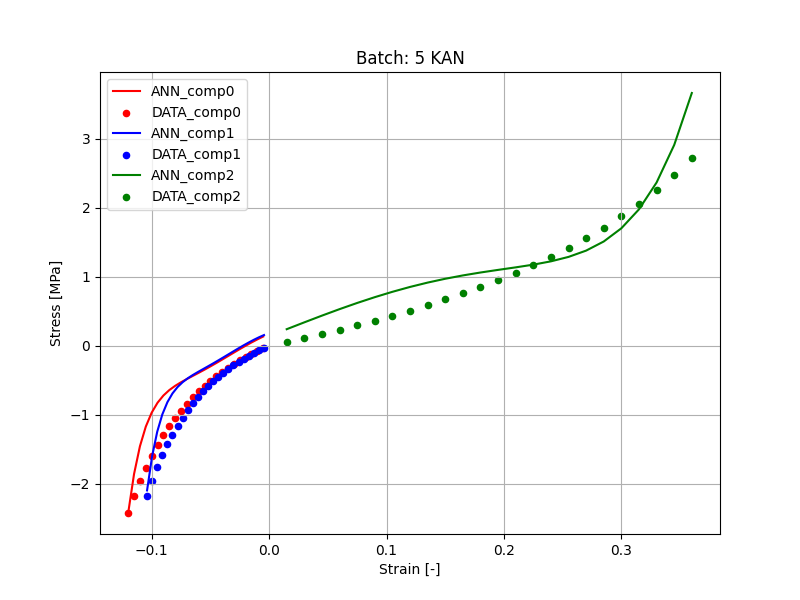 Batch: 5 KAN
ANN_comp0
DATA_comp0
ANN_comp1
DATA_comp1
ANN_comp2
DATA_comp2
Stress [MPa]
3
2
1
0
−1
−2
−0.1 0.0 0.1 0.2 0.3
Strain [-]